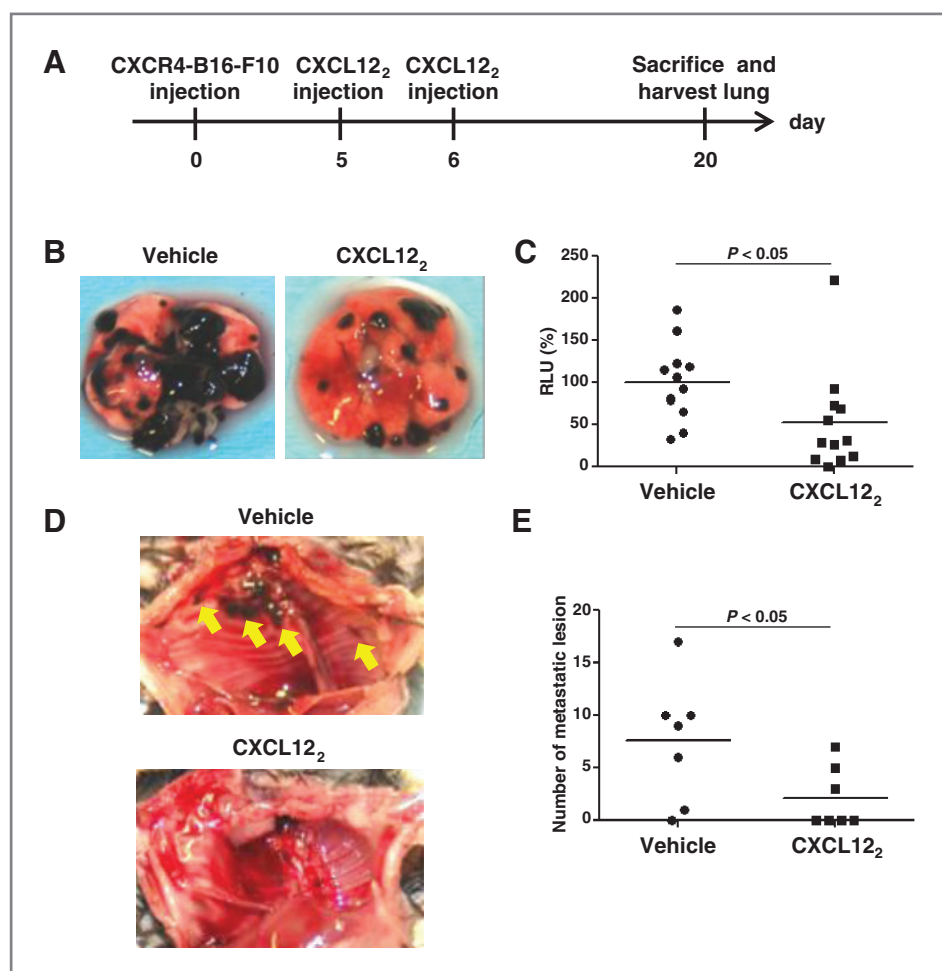 A
CXCR4-B16-F10
injection
CXCL12₂
injection
CXCL12₂
injection
Sacrifice and
harvest lung
day
0
5
6
20
B
Vehicle
CXCL12₂
C
P < 0.05
RLU (%)
250
200
150
100
50
0
Vehicle
CXCL12₂
D
Vehicle
CXCL12₂
E
P < 0.05
Number of metastatic lesion
20
15
10
5
0
Vehicle
CXCL12₂